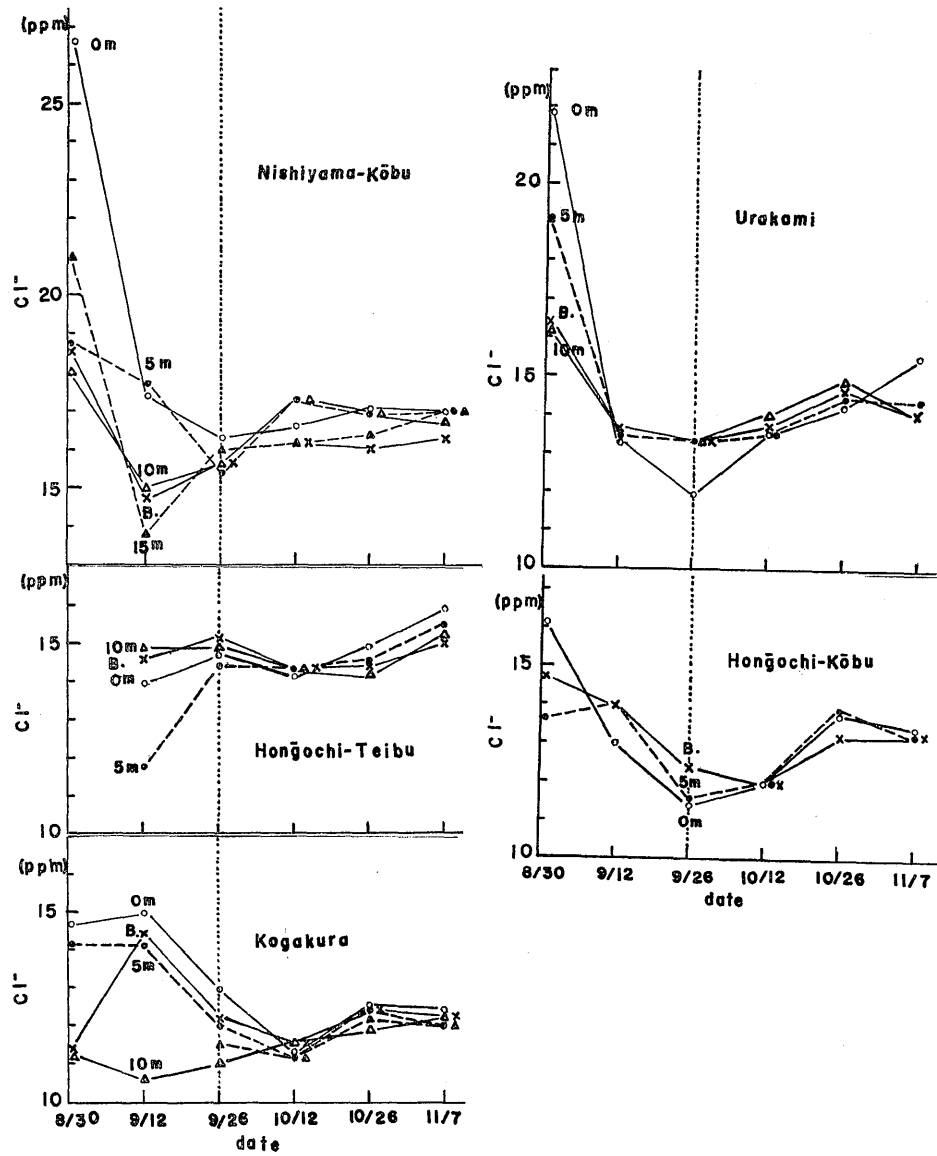 (ppm)
0m
25
Nishiyama-Kōbu
Cl⁻
20
5m
10m
15
B.
15m
(ppm)
15
10m
B.
0m
Cl⁻
Hongochi-Teibu
5m
10
(ppm)
0m
15
B.
Kogakura
5m
Cl⁻
10m
10
8/30 9/12 9/26 10/12 10/26 11/7
date
(ppm)
0m
20
5m
Urakami
B.
10m
Cl⁻
15
10
(ppm)
15
Hongochi-Kōbu
Cl⁻
B.
5m
0m
10
8/30 9/12 9/26 10/12 10/26 11/7
date